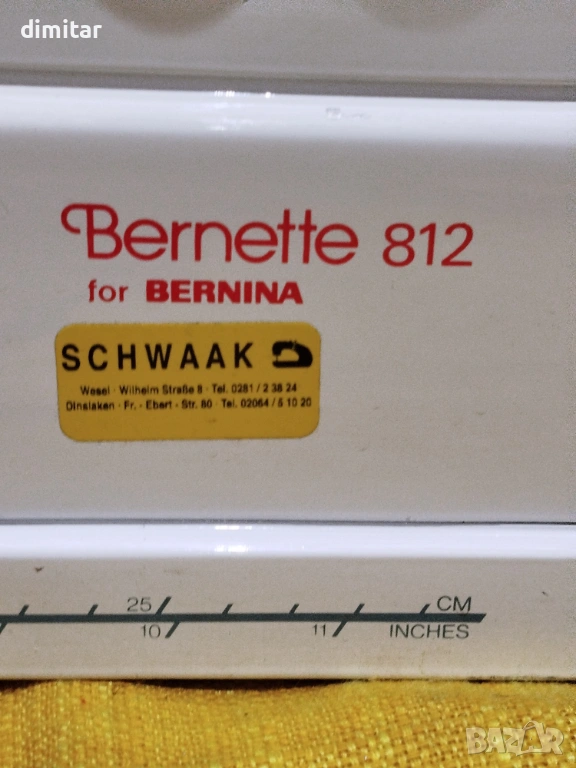 dimitar
Bernette 812
for BERNINA
SCHWAAK
Wesel · Wilhelm Straße 8 · Tel. 0281 / 2 38 24
Dinslaken · Fr. - Ebert - Str. 80 · Tel. 02064 / 5 10 20
25 CM
10 11 INCHES
BAZAR